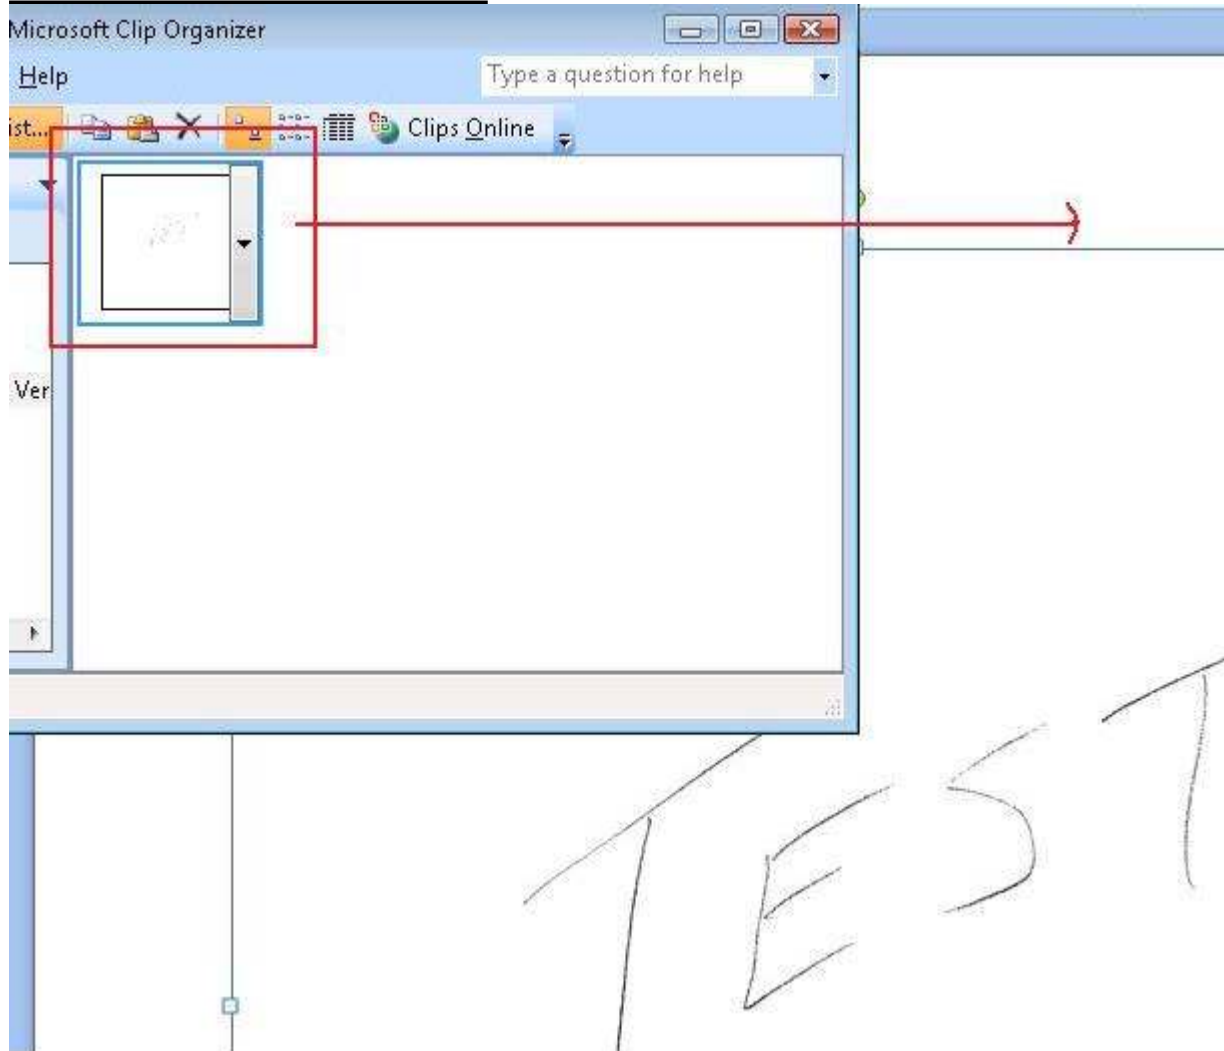 Microsoft Clip Organizer
Help
Type a question for help
ist...
Clips Online
Ver
TEST